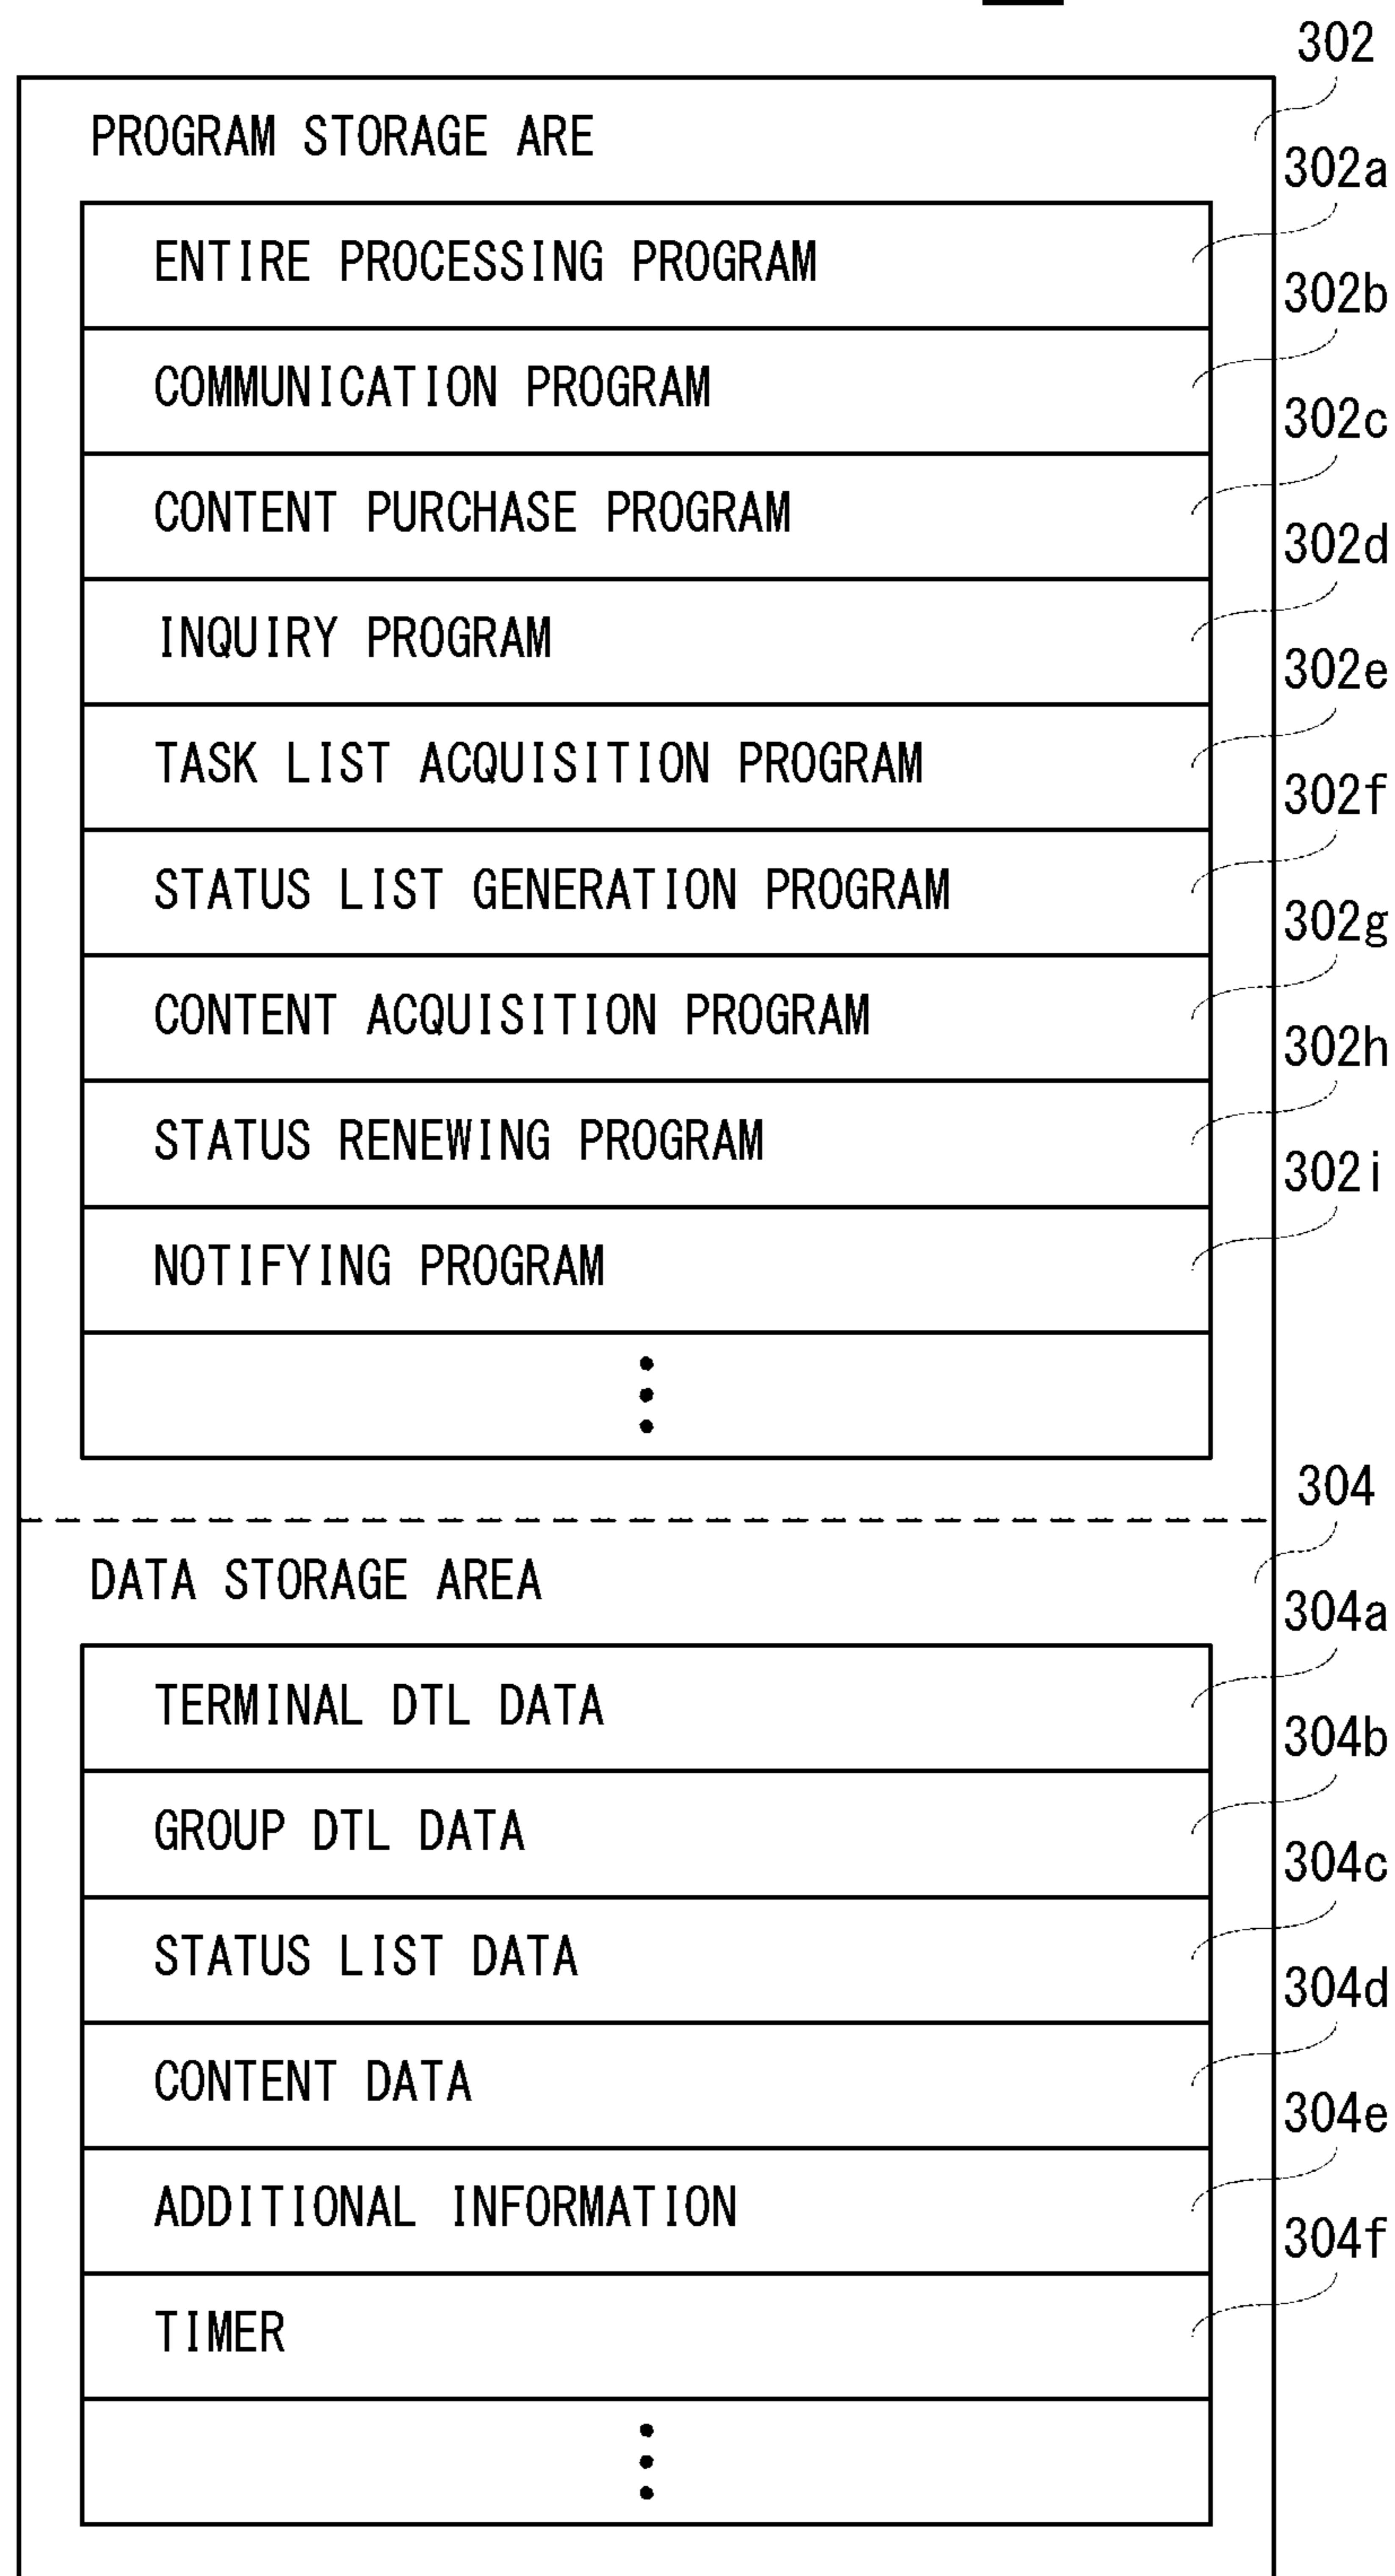 302
PROGRAM STORAGE ARE
302a
ENTIRE PROCESSING PROGRAM
302b
COMMUNICATION PROGRAM
302c
CONTENT PURCHASE PROGRAM
302d
INQUIRY PROGRAM
302e
TASK LIST ACQUISITION PROGRAM
302f
STATUS LIST GENERATION PROGRAM
302g
CONTENT ACQUISITION PROGRAM
302h
STATUS RENEWING PROGRAM
302i
NOTIFYING PROGRAM
304
DATA STORAGE AREA
304a
TERMINAL DTL DATA
304b
GROUP DTL DATA
304c
STATUS LIST DATA
304d
CONTENT DATA
304e
ADDITIONAL INFORMATION
304f
TIMER